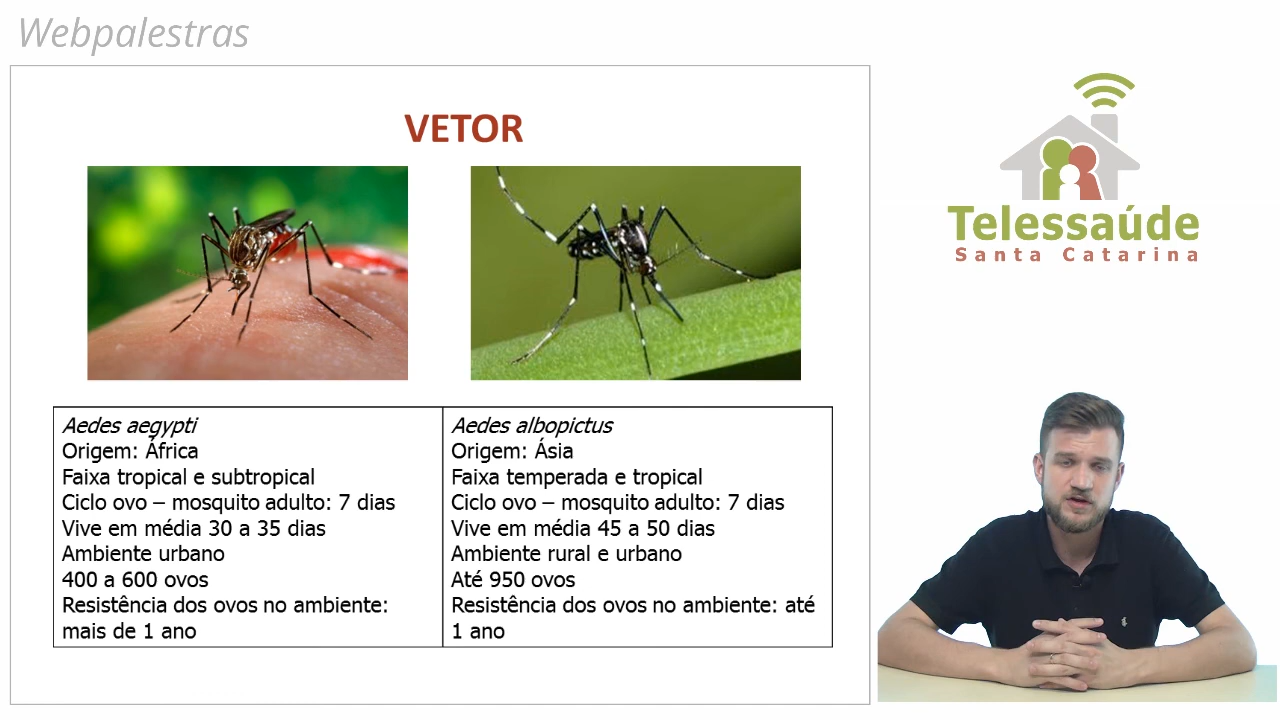 Webpalestras
VETOR
Aedes aegypti
Origem: África
Faixa tropical e subtropical
Ciclo ovo – mosquito adulto: 7 dias
Vive em média 30 a 35 dias
Ambiente urbano
400 a 600 ovos
Resistência dos ovos no ambiente:
mais de 1 ano
Aedes albopictus
Origem: Ásia
Faixa temperada e tropical
Ciclo ovo – mosquito adulto: 7 dias
Vive em média 45 a 50 dias
Ambiente rural e urbano
Até 950 ovos
Resistência dos ovos no ambiente: até
1 ano
Telessaúde
Santa Catarina